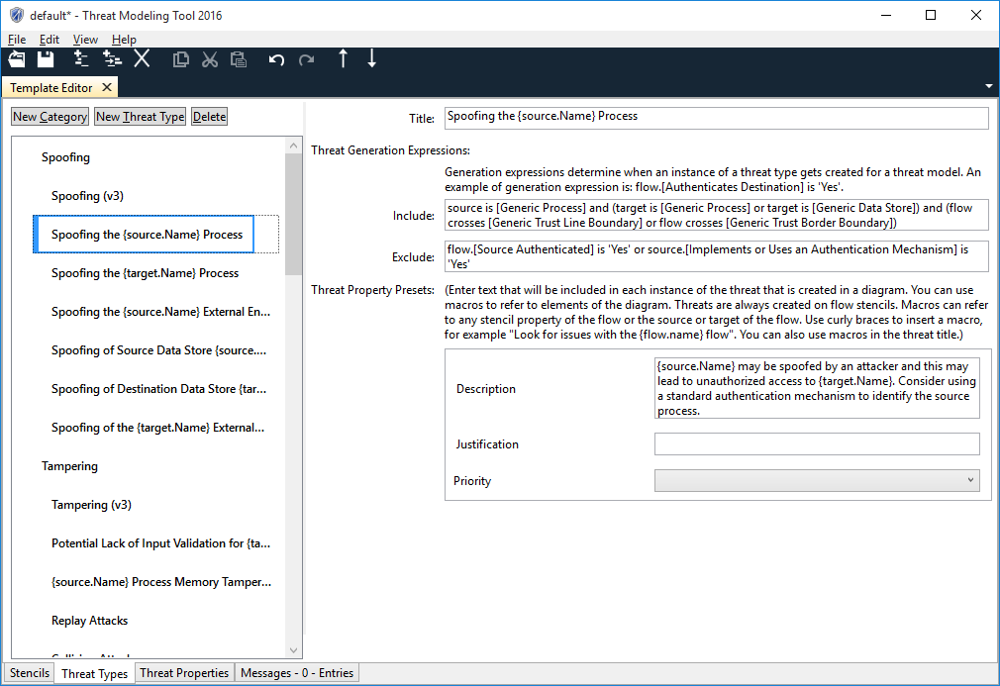 default* - Threat Modeling Tool 2016
File Edit View Help
Template Editor
New Category New Threat Type Delete
Spoofing
Spoofing (v3)
Spoofing the {source.Name} Process
Spoofing the {target.Name} Process
Spoofing the {source.Name} External En...
Spoofing of Source Data Store {source....
Spoofing of Destination Data Store {tar...
Spoofing of the {target.Name} External...
Tampering
Tampering (v3)
Potential Lack of Input Validation for {ta...
{source.Name} Process Memory Tamper...
Replay Attacks
Title: Spoofing the {source.Name} Process
Threat Generation Expressions:
Generation expressions determine when an instance of a threat type gets created for a threat model. An
example of generation expression is: flow.[Authenticates Destination] is 'Yes'.
Include: source is [Generic Process] and (target is [Generic Process] or target is [Generic Data Store]) and (flow
crosses [Generic Trust Line Boundary] or flow crosses [Generic Trust Border Boundary])
Exclude: flow.[Source Authenticated] is 'Yes' or source.[Implements or Uses an Authentication Mechanism] is
'Yes'
Threat Property Presets: (Enter text that will be included in each instance of the threat that is created in a diagram. You can use
macros to refer to elements of the diagram. Threats are always created on flow stencils. Macros can refer
to any stencil property of the flow or the source or target of the flow. Use curly braces to insert a macro,
for example "Look for issues with the {flow.name} flow". You can also use macros in the threat title.)
Description
{source.Name} may be spoofed by an attacker and this may
lead to unauthorized access to {target.Name}. Consider using
a standard authentication mechanism to identify the source
process.
Justification
Priority
Stencils Threat Types Threat Properties Messages - 0 - Entries